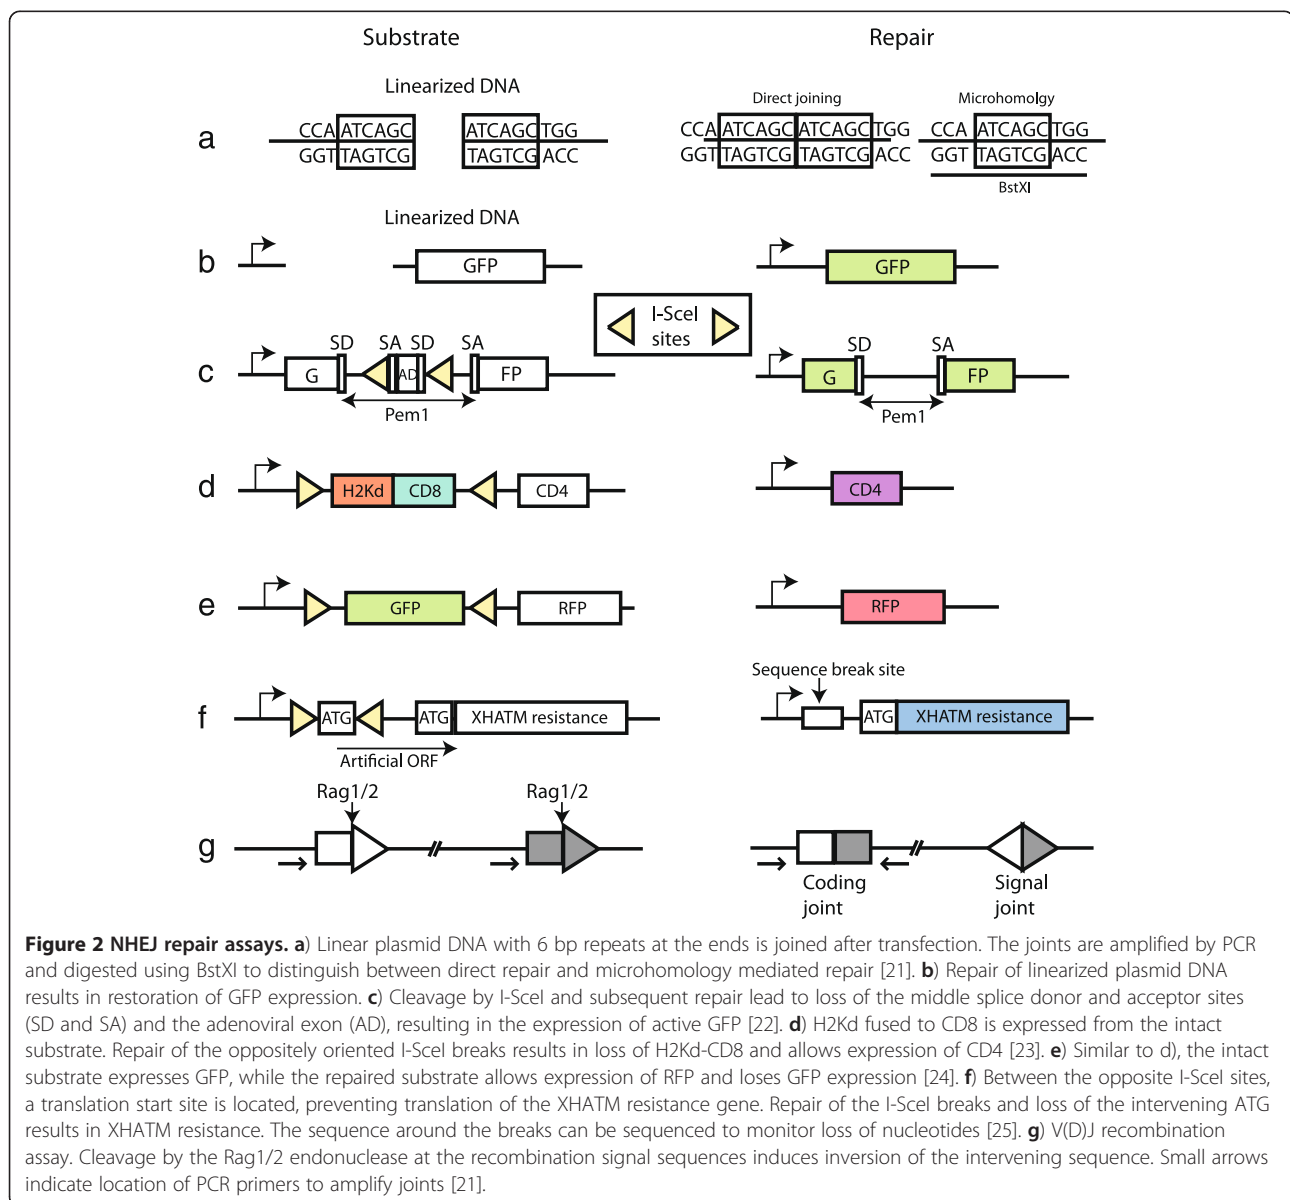 Substrate
Repair
Linearized DNA
Direct joining
Microhomolgy
a
CCA ATCAGC
GGT TAGTCG
ATCAGC TGG
TAGTCG ACC
CCA ATCAGC ATCAGC TGG
GGT TAGTCG TAGTCG ACC
CCA ATCAGC TGG
GGT TAGTCG ACC
BstXI
Linearized DNA
b
GFP
GFP
I-SceI
sites
c
SD SA SD SA
G AD FP
Pem1
SD SA
G FP
Pem1
d
H2Kd CD8 CD4
CD4
e
GFP RFP
RFP
Sequence break site
f
ATG ATG XHATM resistance
Artificial ORF
ATG XHATM resistance
Rag1/2 Rag1/2
g
Coding
joint
Signal
joint
Figure 2 NHEJ repair assays. a) Linear plasmid DNA with 6 bp repeats at the ends is joined after transfection. The joints are amplified by PCR
and digested using BstXI to distinguish between direct repair and microhomology mediated repair [21]. b) Repair of linearized plasmid DNA
results in restoration of GFP expression. c) Cleavage by I-SceI and subsequent repair lead to loss of the middle splice donor and acceptor sites
(SD and SA) and the adenoviral exon (AD), resulting in the expression of active GFP [22]. d) H2Kd fused to CD8 is expressed from the intact
substrate. Repair of the oppositely oriented I-SceI breaks results in loss of H2Kd-CD8 and allows expression of CD4 [23]. e) Similar to d), the intact
substrate expresses GFP, while the repaired substrate allows expression of RFP and loses GFP expression [24]. f) Between the opposite I-SceI sites,
a translation start site is located, preventing translation of the XHATM resistance gene. Repair of the I-SceI breaks and loss of the intervening ATG
results in XHATM resistance. The sequence around the breaks can be sequenced to monitor loss of nucleotides [25]. g) V(D)J recombination
assay. Cleavage by the Rag1/2 endonuclease at the recombination signal sequences induces inversion of the intervening sequence. Small arrows
indicate location of PCR primers to amplify joints [21].